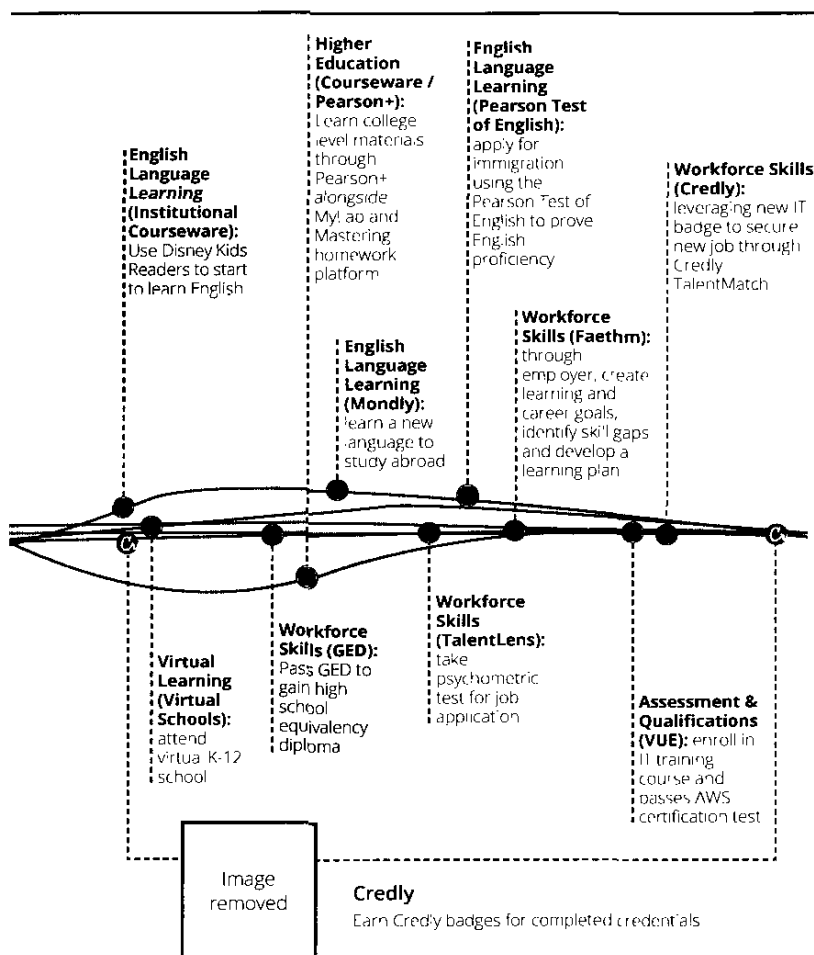 Higher
Education
(Courseware /
Pearson+):
Learn college
level materials
through
Pearson+
alongside
and
Mastering
homework
platform
English
Language
Learning
(Pearson Test
of English):
apply for
immigration
using the
Pearson Test of
English to prove
English
proficiency
English
Language
Learning
(Institutional
Courseware):
Use Disney Kids
Readers to start
to learn English
Workforce Skills
(Credly):
leveraging new IT
badge to secure
new job through
Credly
TalentMatch
English
Language
Learning
(Mondly):
learn a new
language to
study abroad
Workforce
Skills (Faethm):
through
employer, create
learning and
career goals,
identify skill gaps
and develop a
learning plan
C
C
Virtual
Learning
(Virtual
Schools):
attend
virtual K-12
school
Workforce
Skills (GED):
Pass GED to
gain high
school
equivalency
diploma
Workforce
Skills
(TalentLens):
take
psychometric
test for job
application
Assessment &
Qualifications
(VUE): enroll in
IT training
course and
passes AWS
certification test
Image
removed
Credly
Earn Credly badges for completed credentials